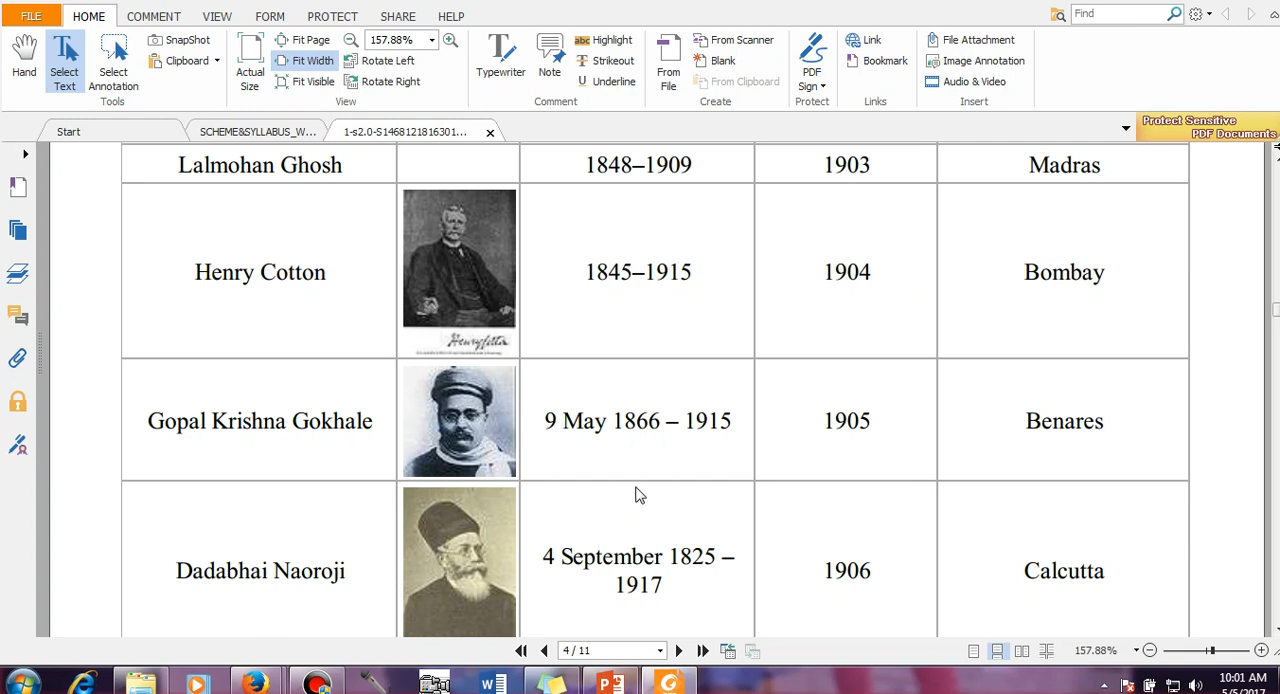 FILE HOME COMMENT VIEW FORM PROTECT SHARE HELP Find
Hand
Select
Text
Select
Annotation
SnapShot
Clipboard
Tools
Actual
Size
Fit Page
Fit Width
Fit Visible
157.88%
Rotate Left
Rotate Right
View
Typewriter
Note
abc Highlight
Strikeout
Underline
Comment
From
File
From Scanner
Blank
From Clipboard
Create
PDF
Sign
Protect
Link
Bookmark
Links
File Attachment
Image Annotation
Audio & Video
Insert
Start SCHEME&SYLLABUS_W... 1-s2.0-S1468121816301...
Protect Sensitive
PDF Documents
Lalmohan Ghosh 1848–1909 1903 Madras
Henry Cotton 1845–1915 1904 Bombay
Gopal Krishna Gokhale 9 May 1866 – 1915 1905 Benares
Dadabhai Naoroji 4 September 1825 –
1917 1906 Calcutta
4 / 11 157.88%
10:01 AM